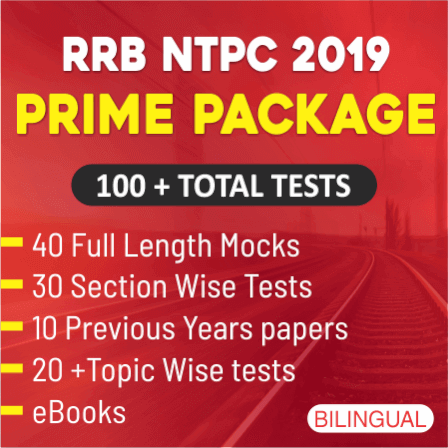 RRB NTPC 2019
PRIME PACKAGE
100 + TOTAL TESTS
40 Full Length Mocks
30 Section Wise Tests
10 Previous Years papers
20 +Topic Wise tests
eBooks
BILINGUAL